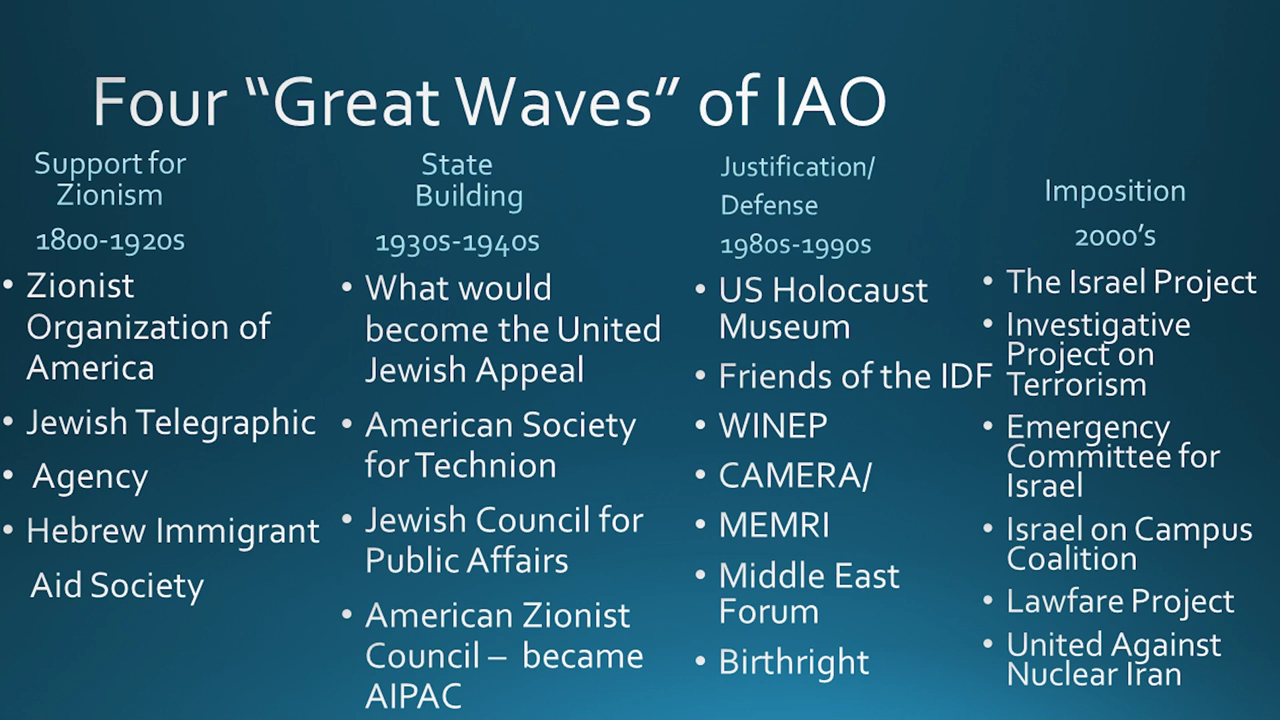 Four “Great Waves” of IAO
Support for
Zionism
1800-1920s
• Zionist
Organization of
America
• Jewish Telegraphic
• Agency
• Hebrew Immigrant
Aid Society
State
Building
1930s-1940s
• What would
become the United
Jewish Appeal
• American Society
for Technion
• Jewish Council for
Public Affairs
• American Zionist
Council – became
AIPAC
Justification/
Defense
1980s-1990s
• US Holocaust
Museum
• Friends of the IDF
• WINEP
• CAMERA/
• MEMRI
• Middle East
Forum
• Birthright
Imposition
2000’s
• The Israel Project
• Investigative
Project on
Terrorism
• Emergency
Committee for
Israel
• Israel on Campus
Coalition
• Lawfare Project
• United Against
Nuclear Iran